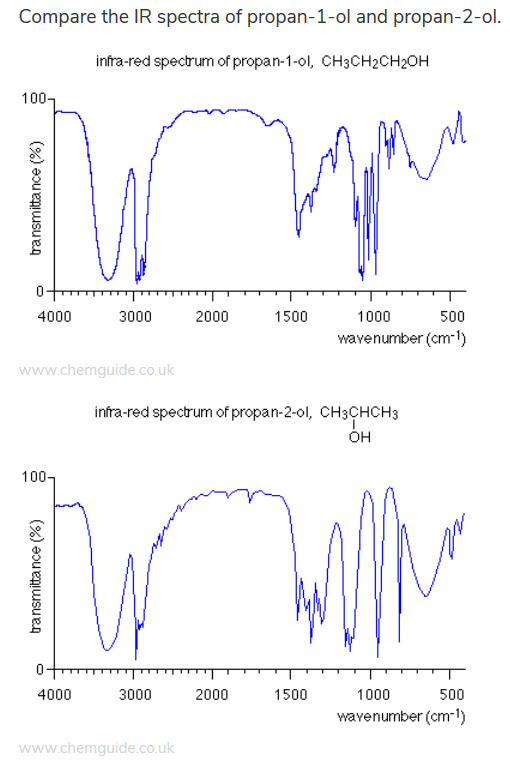 Compare the IR spectra of propan-1-ol and propan-2-ol.
infra-red spectrum of propan-1-ol, CH3CH2CH2OH
100
transmittance (%)
0
4000 3000 2000 1500 1000 500
wavenumber (cm-1)
www.chemguide.co.uk
infra-red spectrum of propan-2-ol, CH3CHCH3
OH
100
transmittance (%)
0
4000 3000 2000 1500 1000 500
wavenumber (cm-1)
www.chemguide.co.uk